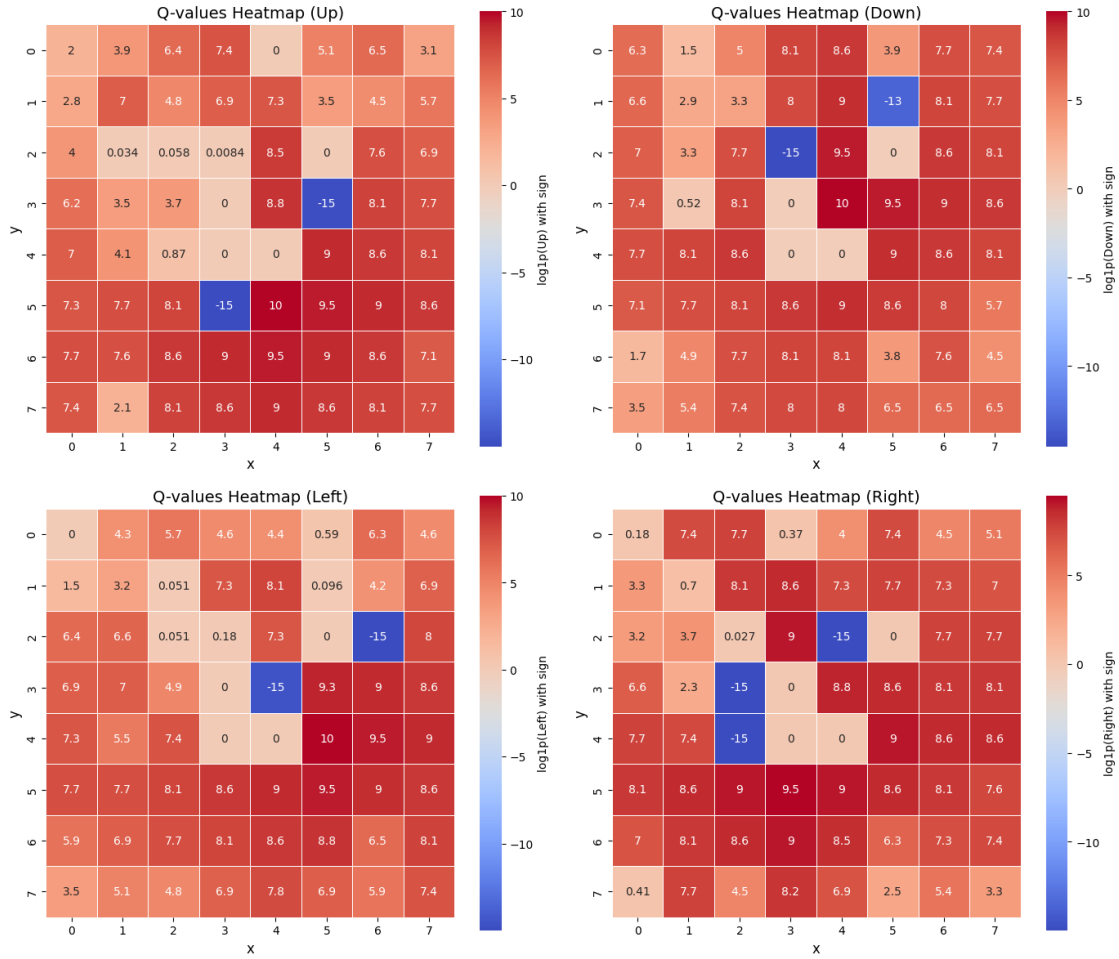 Q-values Heatmap (Up)
0 2 3.9 6.4 7.4 0 5.1 6.5 3.1
1 2.8 7 4.8 6.9 7.3 3.5 4.5 5.7
2 4 0.034 0.058 0.0084 8.5 0 7.6 6.9
3 6.2 3.5 3.7 0 8.8 -15 8.1 7.7
4 7 4.1 0.87 0 0 9 8.6 8.1
5 7.3 7.7 8.1 -15 10 9.5 9 8.6
6 7.7 7.6 8.6 9 9.5 9 8.6 7.1
7 7.4 2.1 8.1 8.6 9 8.6 8.1 7.7
0 1 2 3 4 5 6 7
x
y
10
5
0
−5
−10
log1p(Up) with sign
Q-values Heatmap (Down)
0 6.3 1.5 5 8.1 8.6 3.9 7.7 7.4
1 6.6 2.9 3.3 8 9 -13 8.1 7.7
2 7 3.3 7.7 -15 9.5 0 8.6 8.1
3 7.4 0.52 8.1 0 10 9.5 9 8.6
4 7.7 8.1 8.6 0 0 9 8.6 8.1
5 7.1 7.7 8.1 8.6 9 8.6 8 5.7
6 1.7 4.9 7.7 8.1 8.1 3.8 7.6 4.5
7 3.5 5.4 7.4 8 8 6.5 6.5 6.5
0 1 2 3 4 5 6 7
x
y
10
5
0
−5
−10
log1p(Down) with sign
Q-values Heatmap (Left)
0 0 4.3 5.7 4.6 4.4 0.59 6.3 4.6
1 1.5 3.2 0.051 7.3 8.1 0.096 4.2 6.9
2 6.4 6.6 0.051 0.18 7.3 0 -15 8
3 6.9 7 4.9 0 -15 9.3 9 8.6
4 7.3 5.5 7.4 0 0 10 9.5 9
5 7.7 7.7 8.1 8.6 9 9.5 9 8.6
6 5.9 6.9 7.7 8.1 8.6 8.8 6.5 8.1
7 3.5 5.1 4.8 6.9 7.8 6.9 5.9 7.4
0 1 2 3 4 5 6 7
x
y
10
5
0
−5
−10
log1p(Left) with sign
Q-values Heatmap (Right)
0 0.18 7.4 7.7 0.37 4 7.4 4.5 5.1
1 3.3 0.7 8.1 8.6 7.3 7.7 7.3 7
2 3.2 3.7 0.027 9 -15 0 7.7 7.7
3 6.6 2.3 -15 0 8.8 8.6 8.1 8.1
4 7.7 7.4 -15 0 0 9 8.6 8.6
5 8.1 8.6 9 9.5 9 8.6 8.1 7.6
6 7 8.1 8.6 9 8.5 6.3 7.3 7.4
7 0.41 7.7 4.5 8.2 6.9 2.5 5.4 3.3
0 1 2 3 4 5 6 7
x
y
5
0
−5
−10
log1p(Right) with sign